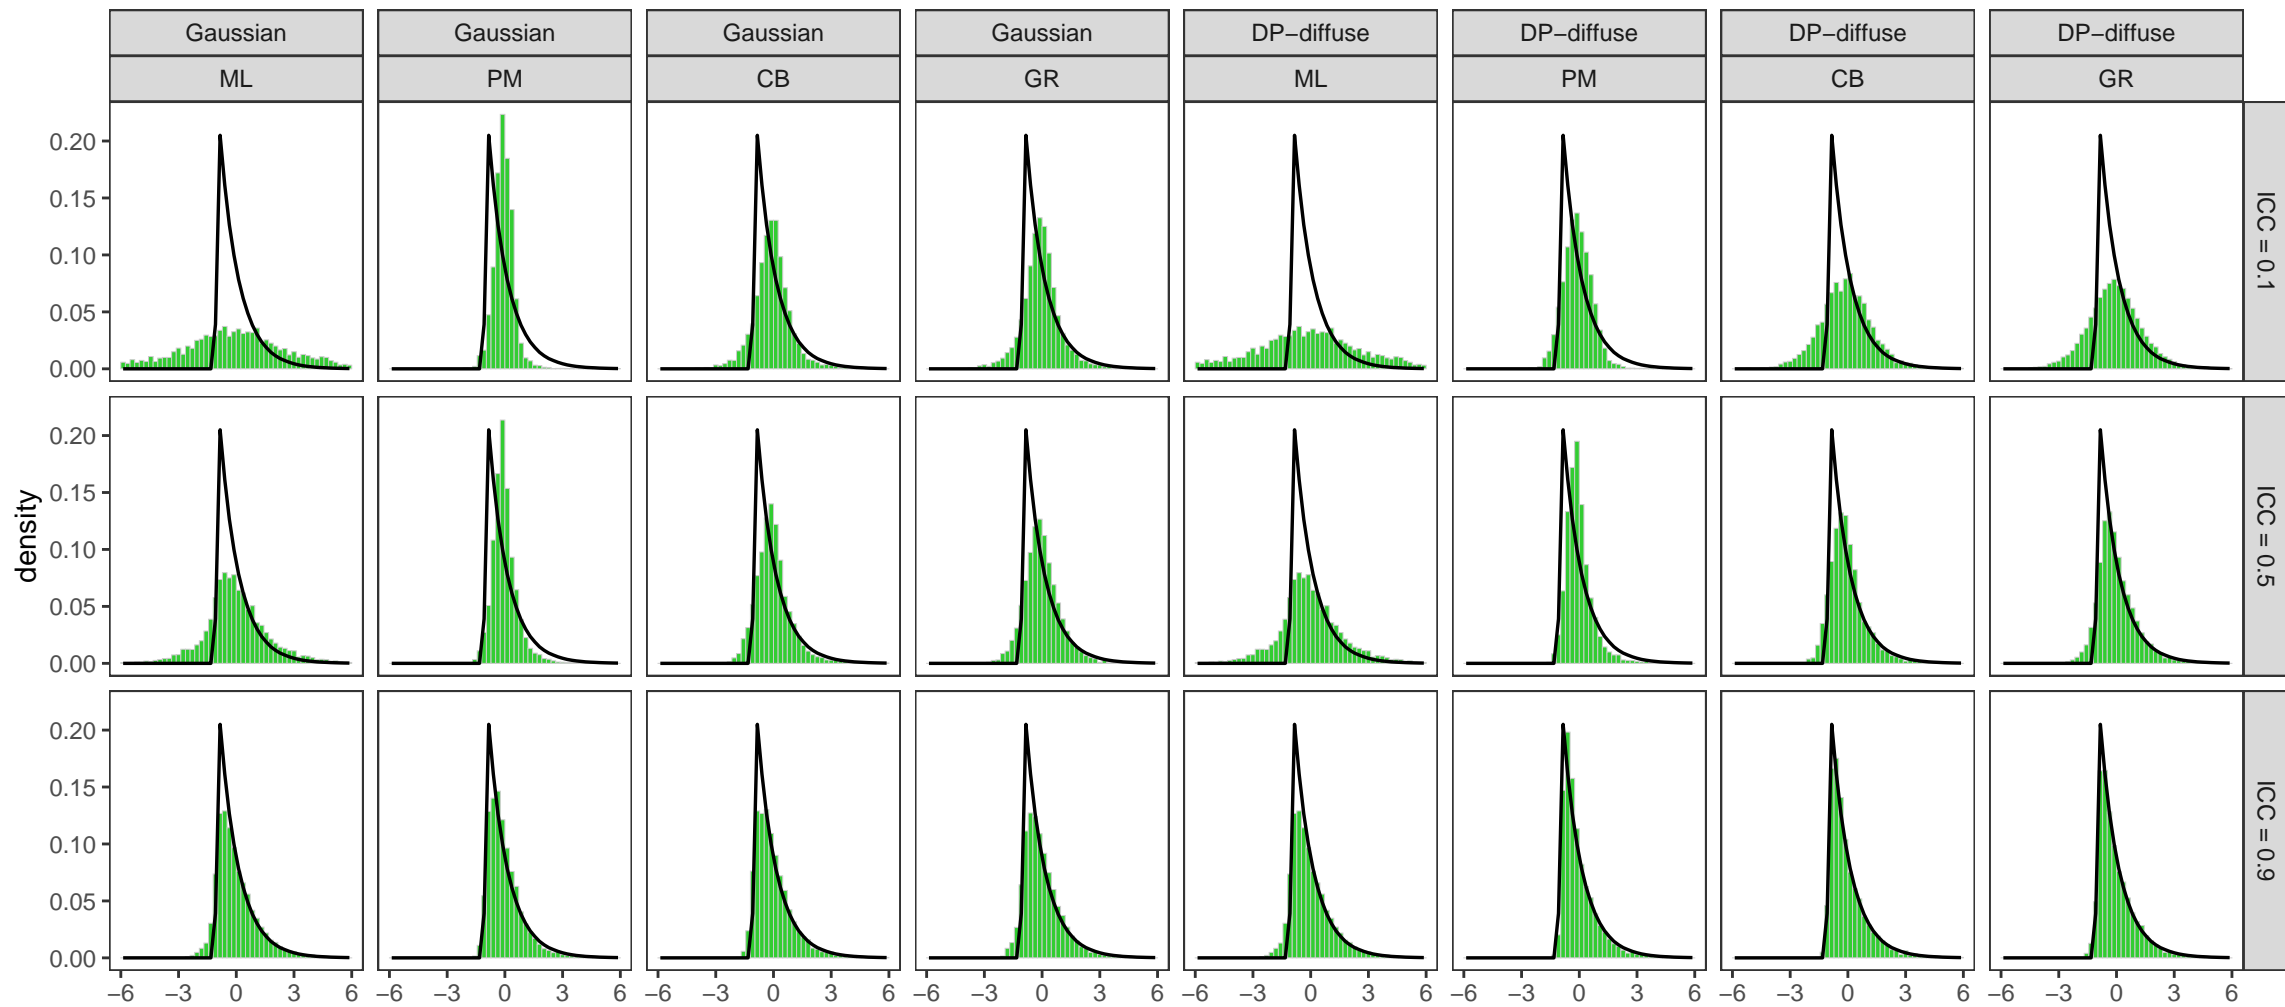 Gaussian Gaussian Gaussian Gaussian DP−diffuse DP−diffuse DP−diffuse DP−diffuse
ML PM CB GR ML PM CB GR
0.20
0.15
0.10
0.05
0.00
ICC = 0.1
density
0.20
0.15
0.10
0.05
0.00
ICC = 0.5
0.20
0.15
0.10
0.05
0.00
ICC = 0.9
−6 −3 0 3 6 −6 −3 0 3 6 −6 −3 0 3 6 −6 −3 0 3 6 −6 −3 0 3 6 −6 −3 0 3 6 −6 −3 0 3 6 −6 −3 0 3 6